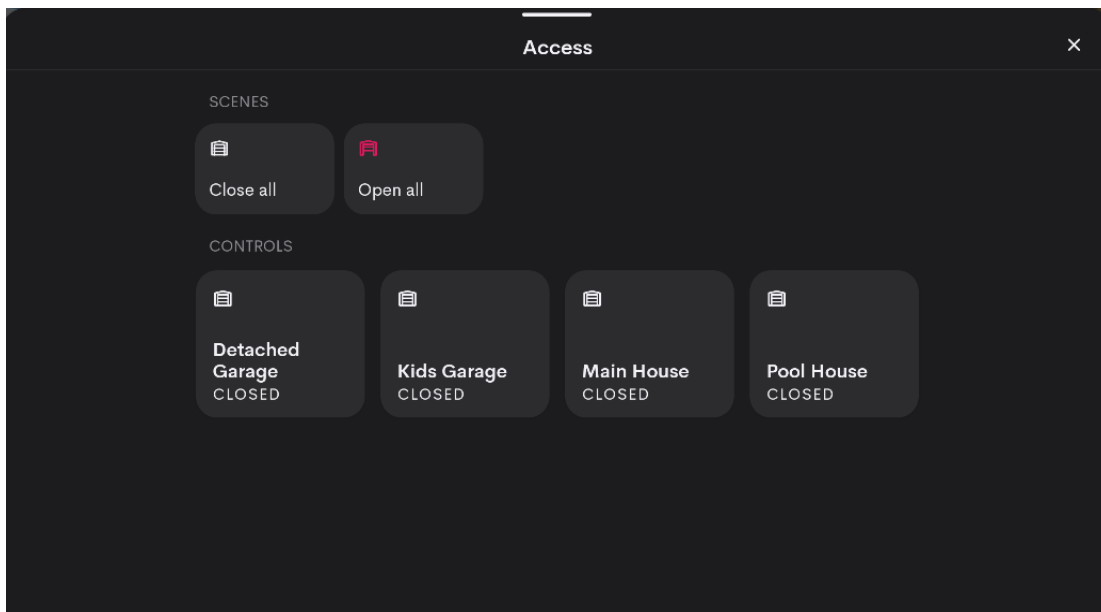 Access
SCENES
Close all
Open all
CONTROLS
Detached
Garage
CLOSED
Kids Garage
CLOSED
Main House
CLOSED
Pool House
CLOSED